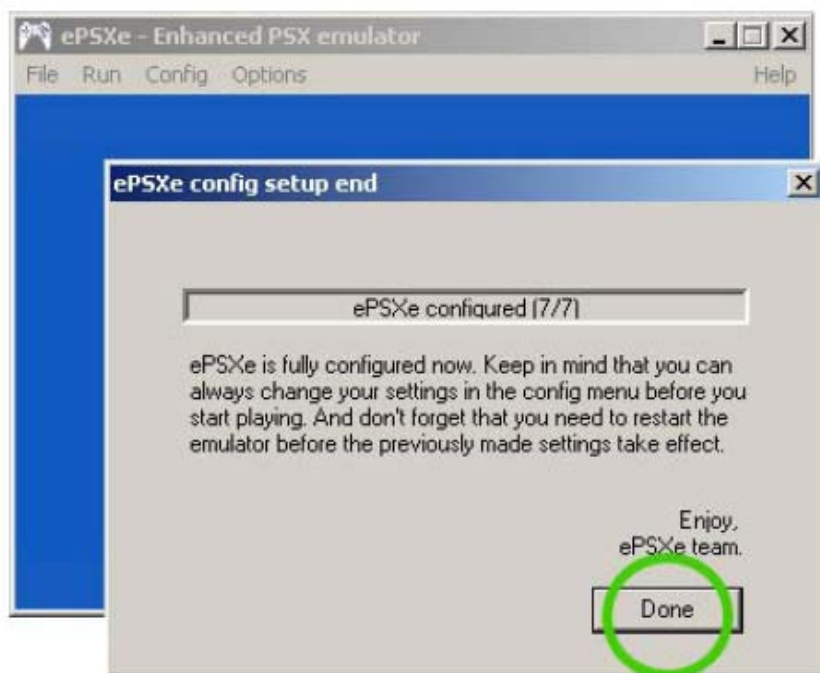 ePSXe - Enhanced PSX emulator
File Run Config Options Help
ePSXe config setup end
ePSXe configured (7/7)
ePSXe is fully configured now. Keep in mind that you can
always change your settings in the config menu before you
start playing. And don't forget that you need to restart the
emulator before the previously made settings take effect.
Enjoy,
ePSXe team.
Done